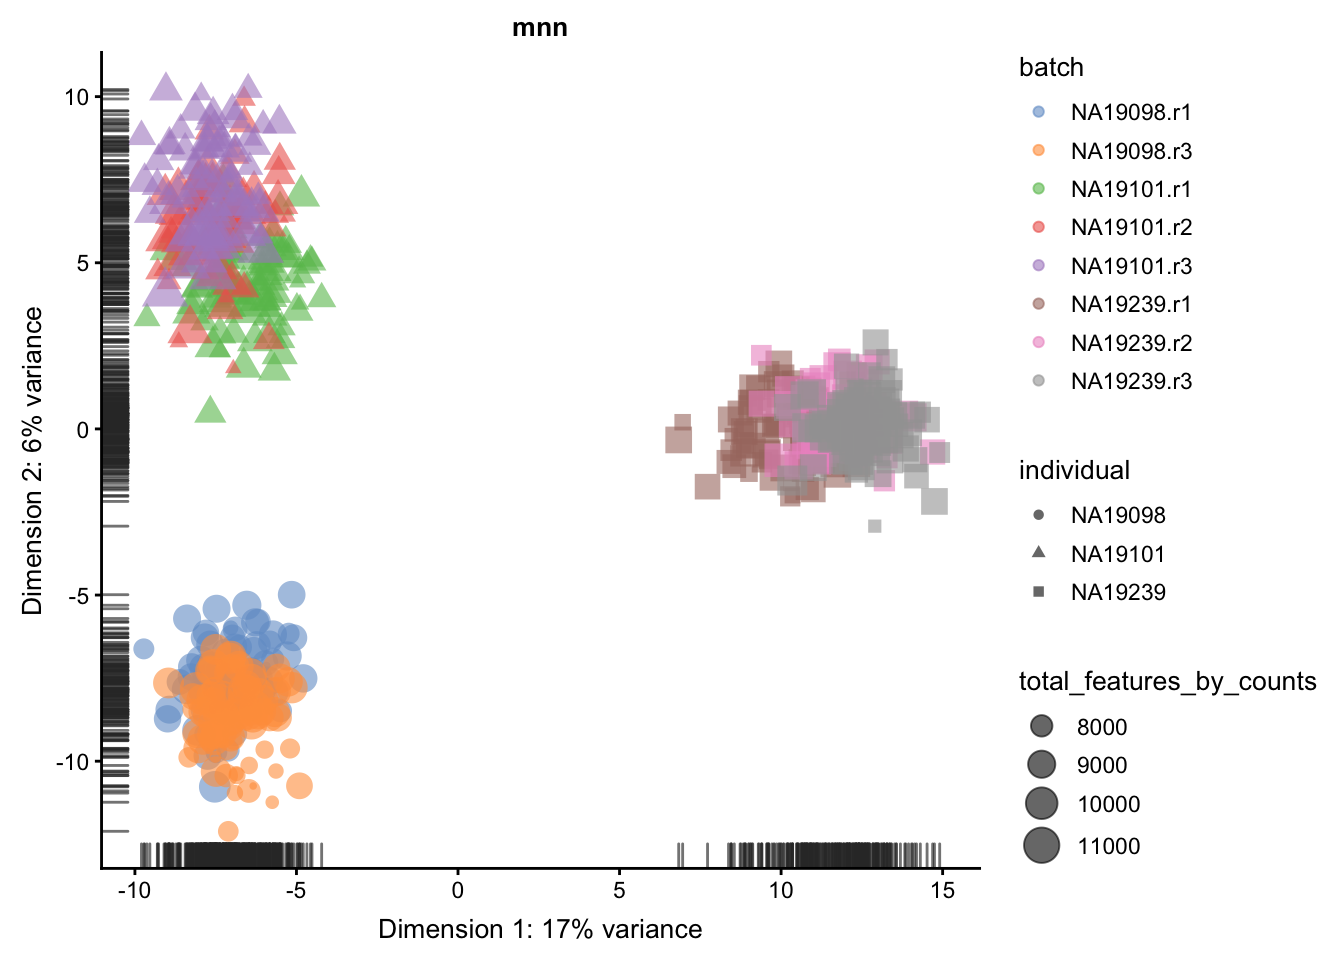 mnn
10
5
0
-5
-10
Dimension 2: 6% variance
-10
-5
0
5
10
15
Dimension 1: 17% variance
batch
NA19098.r1
NA19098.r3
NA19101.r1
NA19101.r2
NA19101.r3
NA19239.r1
NA19239.r2
NA19239.r3
individual
NA19098
NA19101
NA19239
total_features_by_counts
8000
9000
10000
11000